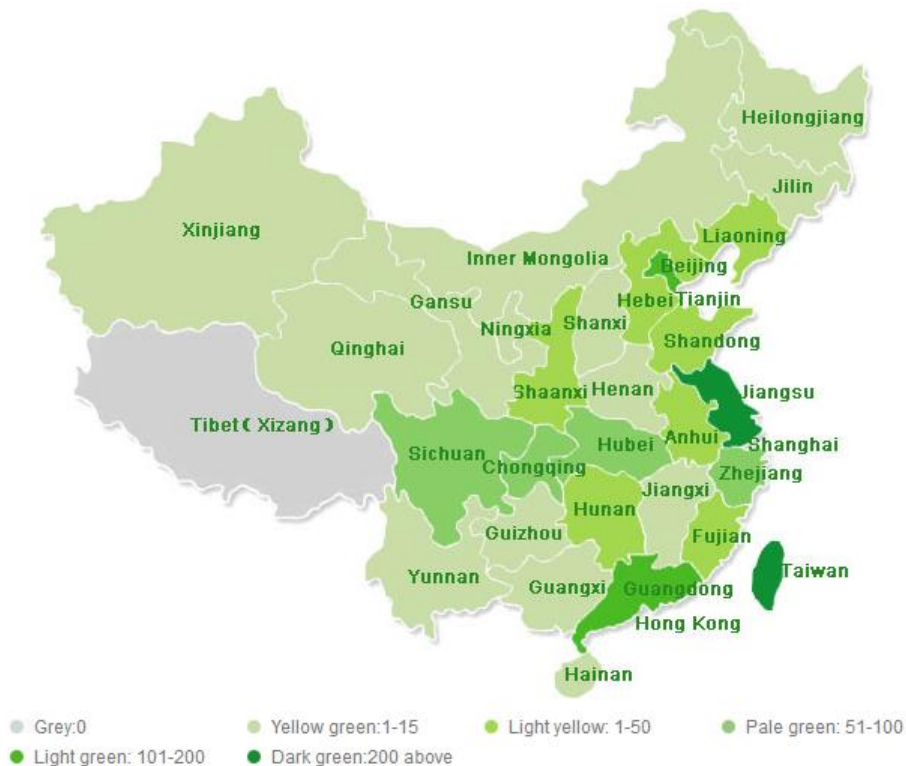 Heilongjiang
Jilin
Xinjiang
Liaoning
Inner Mongolia
Beijing
Gansu
Hebei
Tianjin
Ningxia
Shanxi
Qinghai
Shandong
Shaanxi
Henan
Jiangsu
Tibet ( Xizang )
Anhui
Shanghai
Hubei
Sichuan
Chongqing
Zhejiang
Jiangxi
Hunan
Guizhou
Fujian
Yunnan
Guangxi
Guangdong
Taiwan
Hong Kong
Hainan
Grey:0
Yellow green:1-15
Light yellow: 1-50
Pale green: 51-100
Light green: 101-200
Dark green:200 above